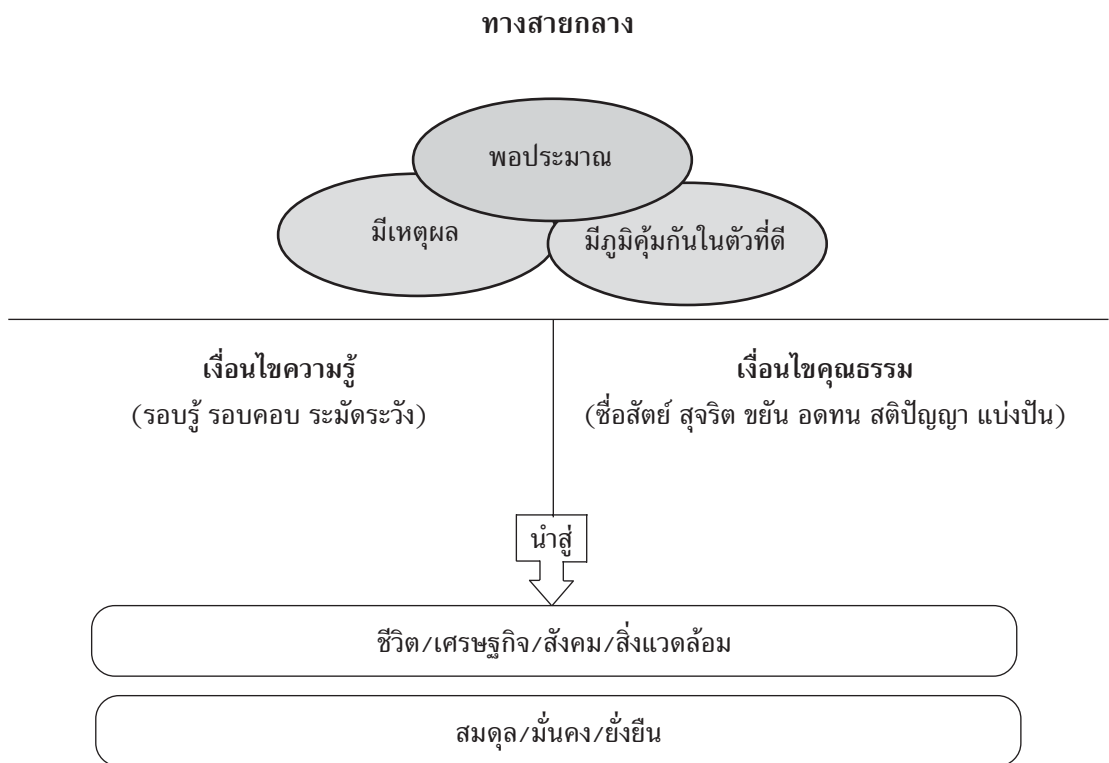 ทางสายกลาง
พอประมาณ
มีเหตุผล
มีภูมิคุ้มกันในตัวที่ดี
เงื่อนไขความรู้
(รอบรู้ รอบคอบ ระมัดระวัง)
เงื่อนไขคุณธรรม
(ซื่อสัตย์ สุจริต ขยัน อดทน สติปัญญา แบ่งปัน)
นำสู่
ชีวิต/เศรษฐกิจ/สังคม/สิ่งแวดล้อม
สมดุล/มั่นคง/ยั่งยืน